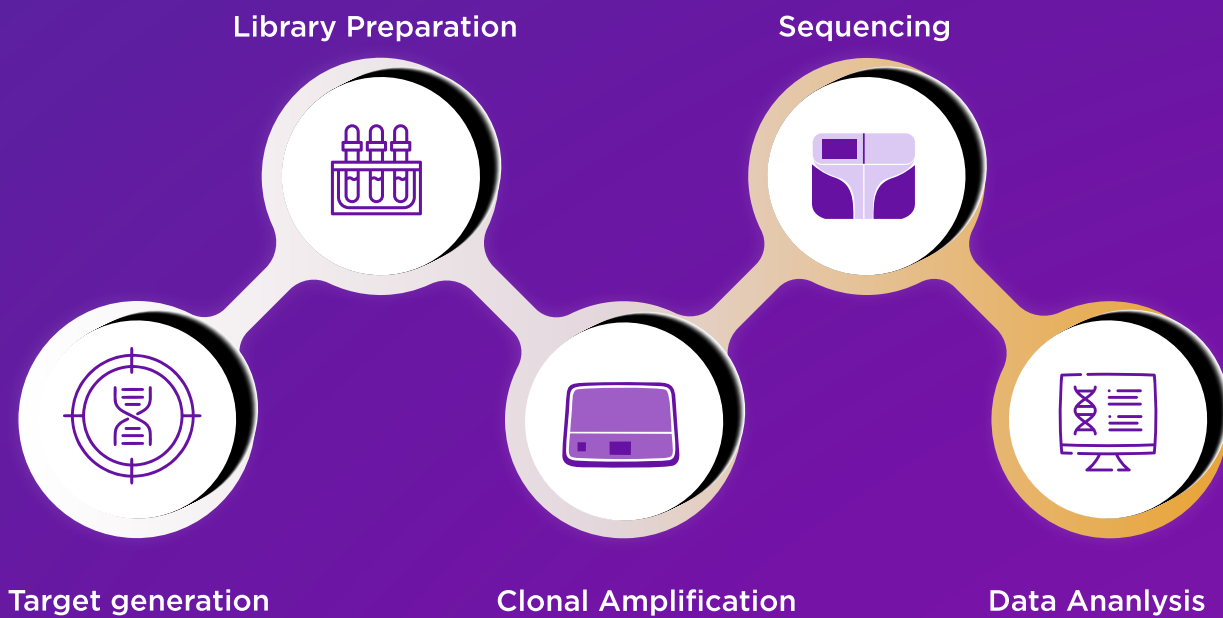 Library Preparation
Sequencing
Target generation
Clonal Amplification
Data Ananlysis